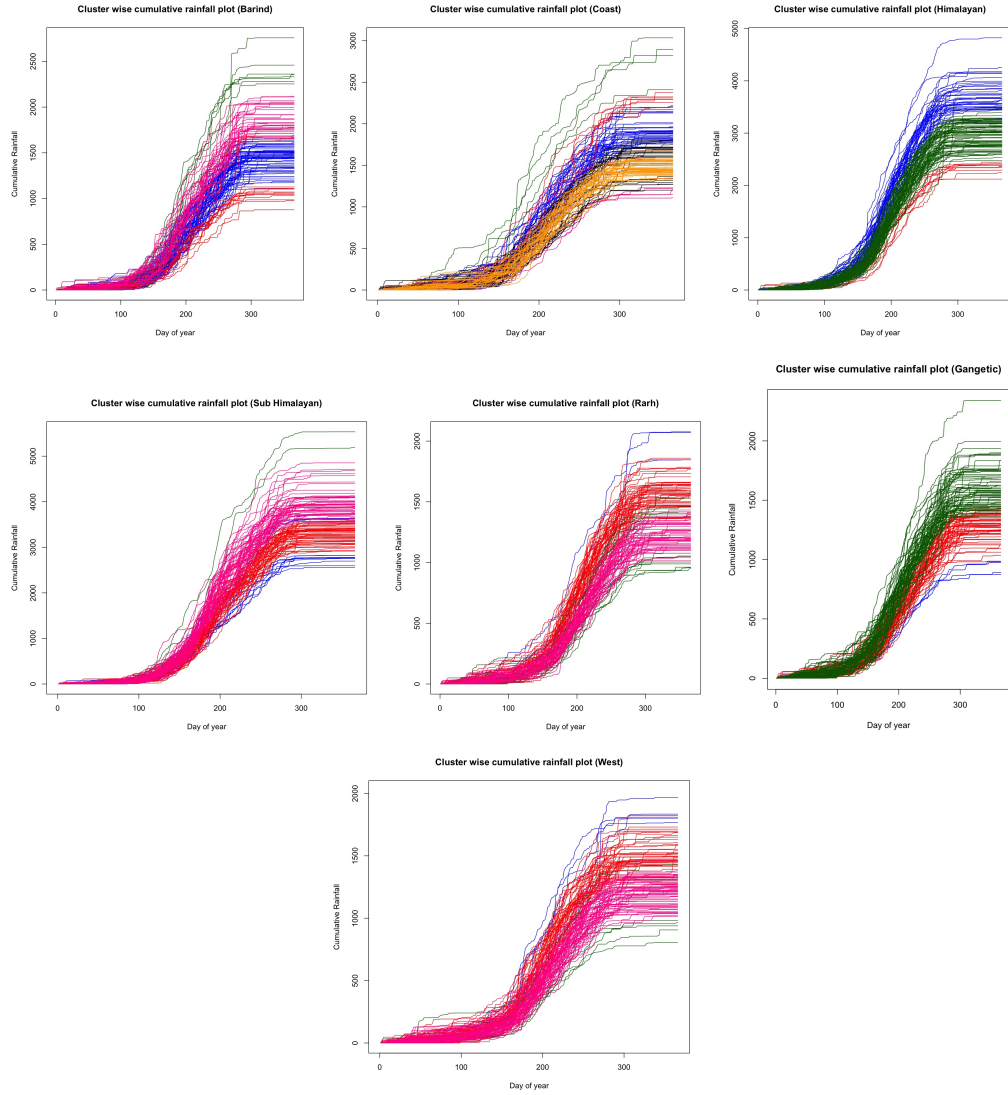 Cluster wise cumulative rainfall plot (Barind)
Cumulative Rainfall
2500
2000
1500
1000
500
0
0 100 200 300
Day of year
Cluster wise cumulative rainfall plot (Coast)
Cumulative Rainfall
3000
2500
2000
1500
1000
500
0
0 100 200 300
Day of year
Cluster wise cumulative rainfall plot (Himalayan)
Cumulative Rainfall
5000
4000
3000
2000
1000
0
0 100 200 300
Day of year
Cluster wise cumulative rainfall plot (Sub Himalayan)
Cumulative Rainfall
5000
4000
3000
2000
1000
0
0 100 200 300
Day of year
Cluster wise cumulative rainfall plot (Rarh)
Cumulative Rainfall
2000
1500
1000
500
0
0 100 200 300
Day of year
Cluster wise cumulative rainfall plot (Gangetic)
Cumulative Rainfall
2000
1500
1000
500
0
0 100 200 300
Day of year
Cluster wise cumulative rainfall plot (West)
Cumulative Rainfall
2000
1500
1000
500
0
0 100 200 300
Day of year